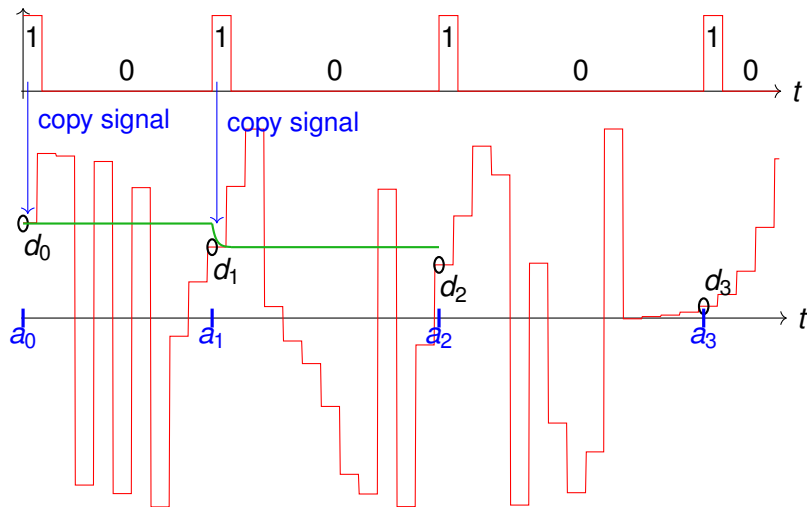 1 1 1 1
0 0 0 0
t
copy signal copy signal
d0 d1 d2 d3
t
a0 a1 a2 a3